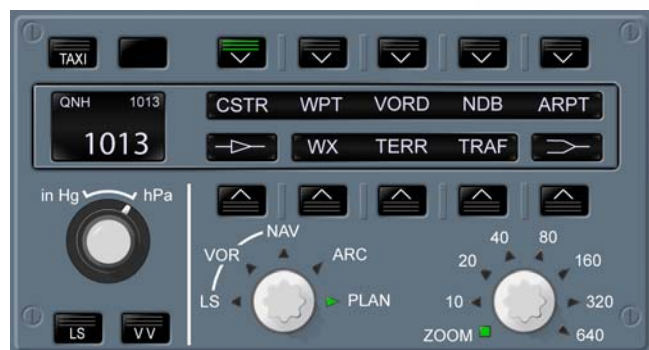 TAXI
QNH 1013
1013
CSTR WPT VORD NDB ARPT
WX TERR TRAF
in Hg hPa
NAV
VOR ARC
LS PLAN
40 80
20 160
10 320
ZOOM 640
LS VV